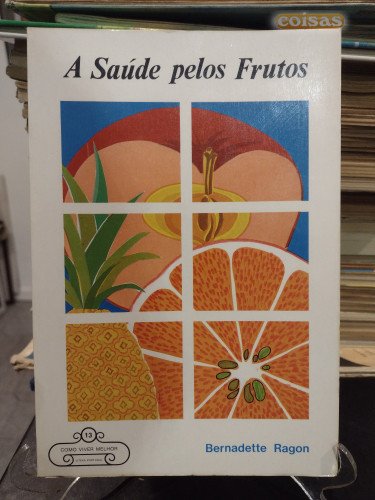 coisas
A Saúde pelos Frutos
13
COMO VIVER MELHOR
Bernadette Ragon